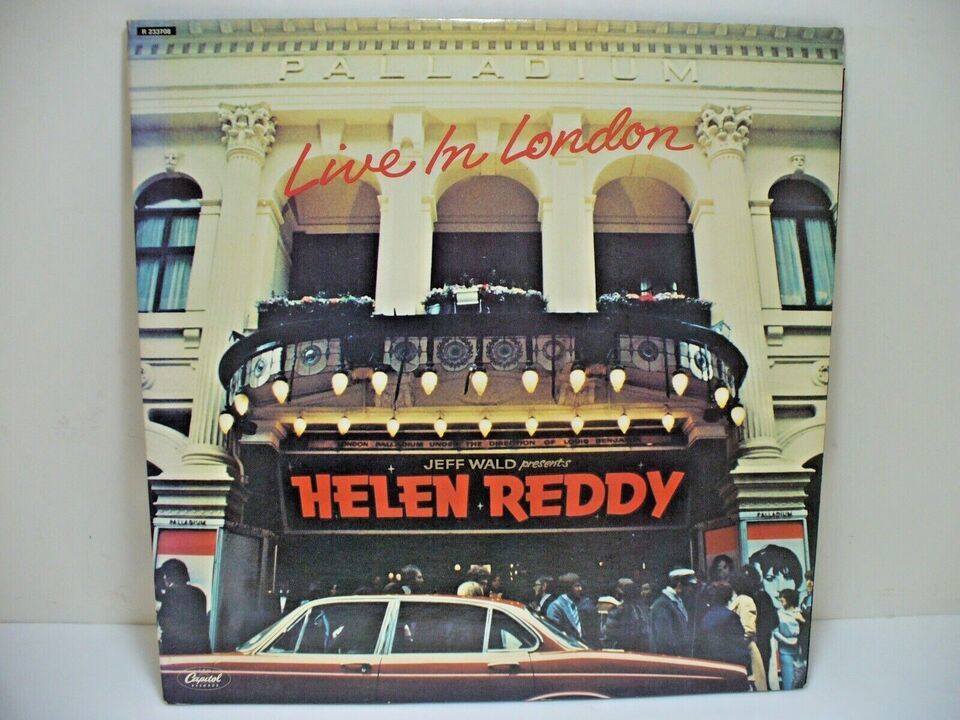 R 233708
PALLADIUM
Live In London
LONDON PALLADIUM UNDER THE DIRECTION OF LOUIS BENJAMIN
JEFF WALD presents
HELEN REDDY
PALLADIUM
PALLADIUM
Capitol
RECORDS